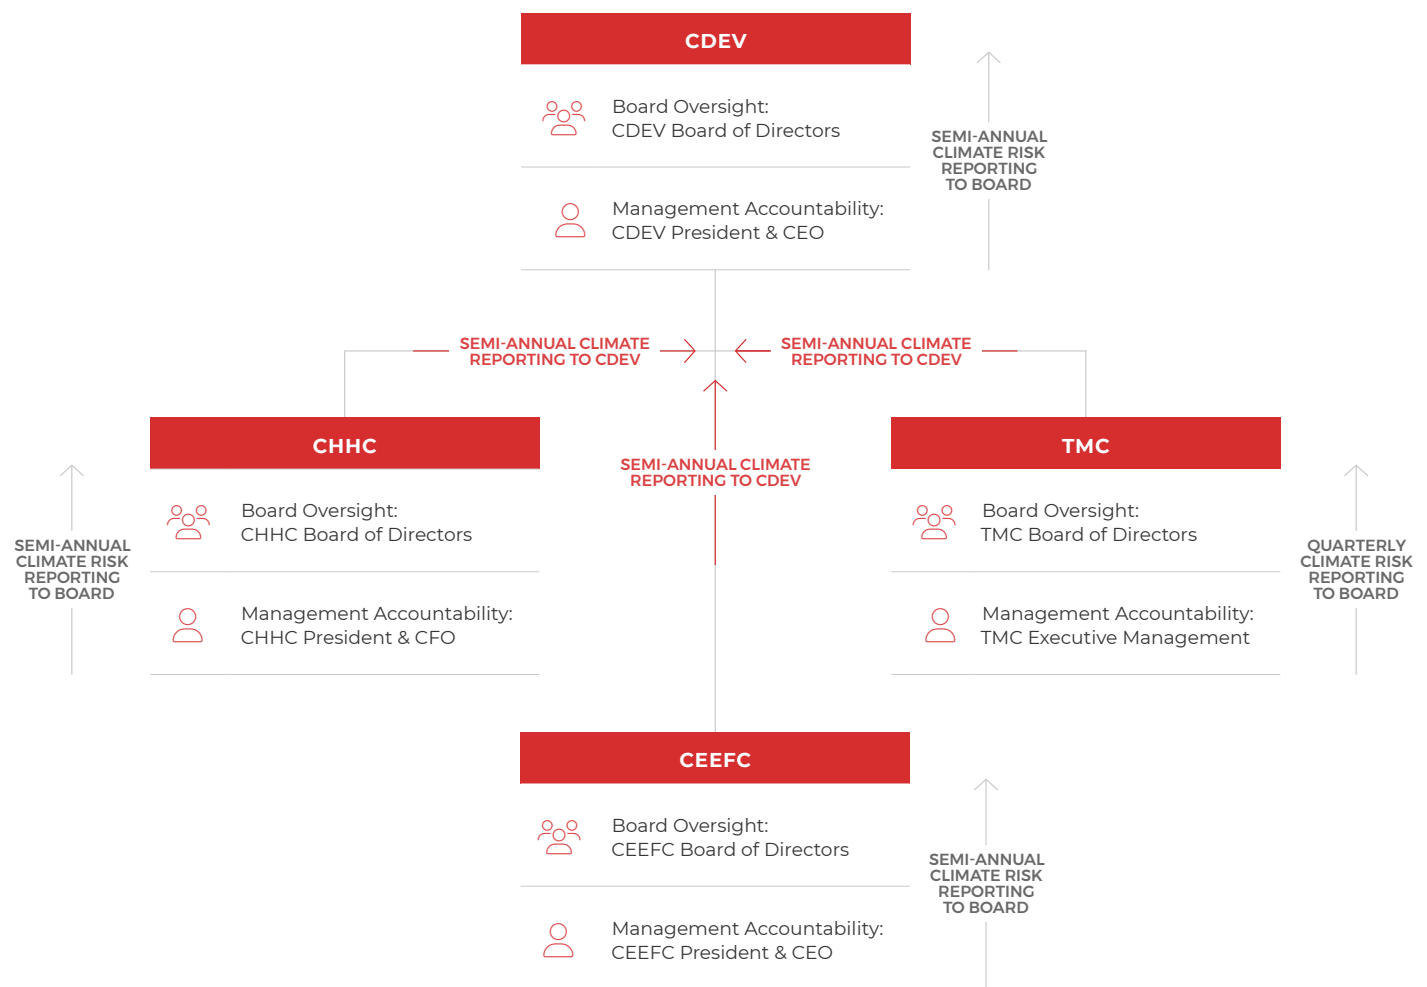 CDEV
Board Oversight:
CDEV Board of Directors
Management Accountability:
CDEV President & CEO
SEMI-ANNUAL
CLIMATE RISK
REPORTING
TO BOARD
SEMI-ANNUAL CLIMATE
REPORTING TO CDEV
SEMI-ANNUAL CLIMATE
REPORTING TO CDEV
SEMI-ANNUAL CLIMATE
REPORTING TO CDEV
SEMI-ANNUAL
CLIMATE RISK
REPORTING
TO BOARD
CHHC
Board Oversight:
CHHC Board of Directors
Management Accountability:
CHHC President & CFO
TMC
Board Oversight:
TMC Board of Directors
Management Accountability:
TMC Executive Management
QUARTERLY
CLIMATE RISK
REPORTING
TO BOARD
CEEFC
Board Oversight:
CEEFC Board of Directors
Management Accountability:
CEEFC President & CEO
SEMI-ANNUAL
CLIMATE RISK
REPORTING
TO BOARD